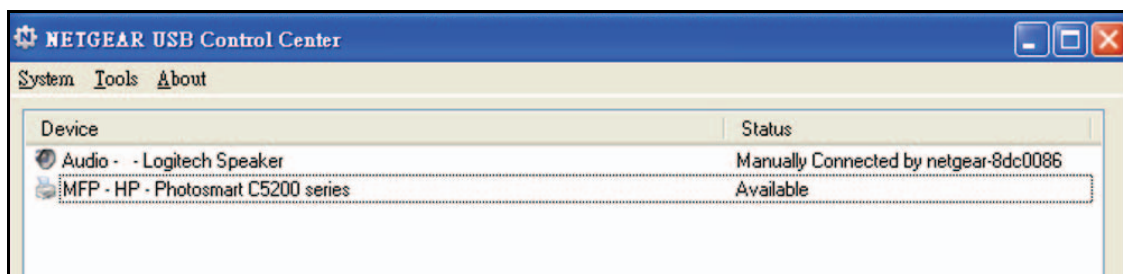 NETGEAR USB Control Center
System Tools About
Device Status
Audio - - Logitech Speaker Manually Connected by netgear-8dc0086
MFP - HP - Photosmart C5200 series Available